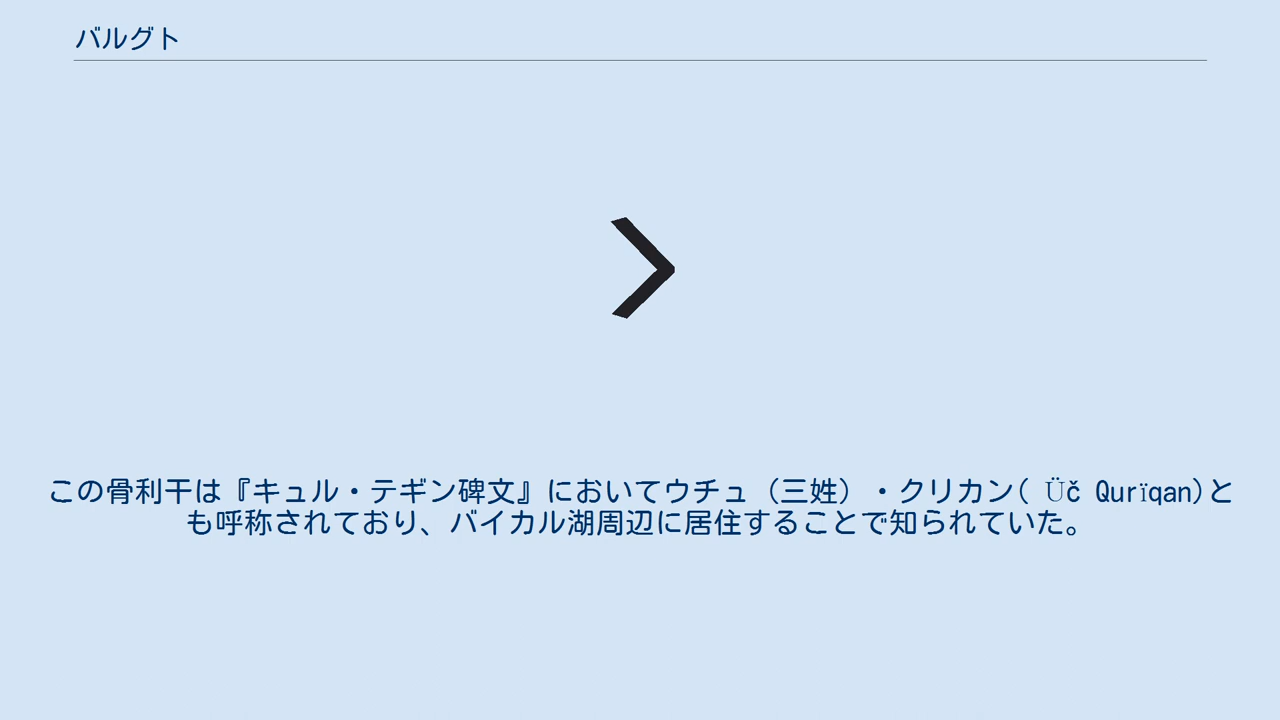 バルグト
この骨利干は『キュル・テギン碑文』においてウチュ（三姓）・クリカン( Üč Qurïqan)と
も呼称されており、バイカル湖周辺に居住することで知られていた。